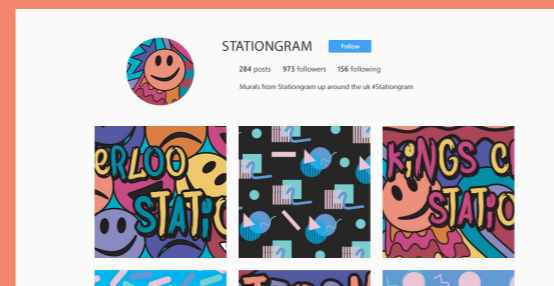 STATIONGRAM Follow
284 posts 973 followers 156 following
Murals from Stationgram up around the uk #Stationgram
ERLOO
STATIO
KINGS C
STATIO